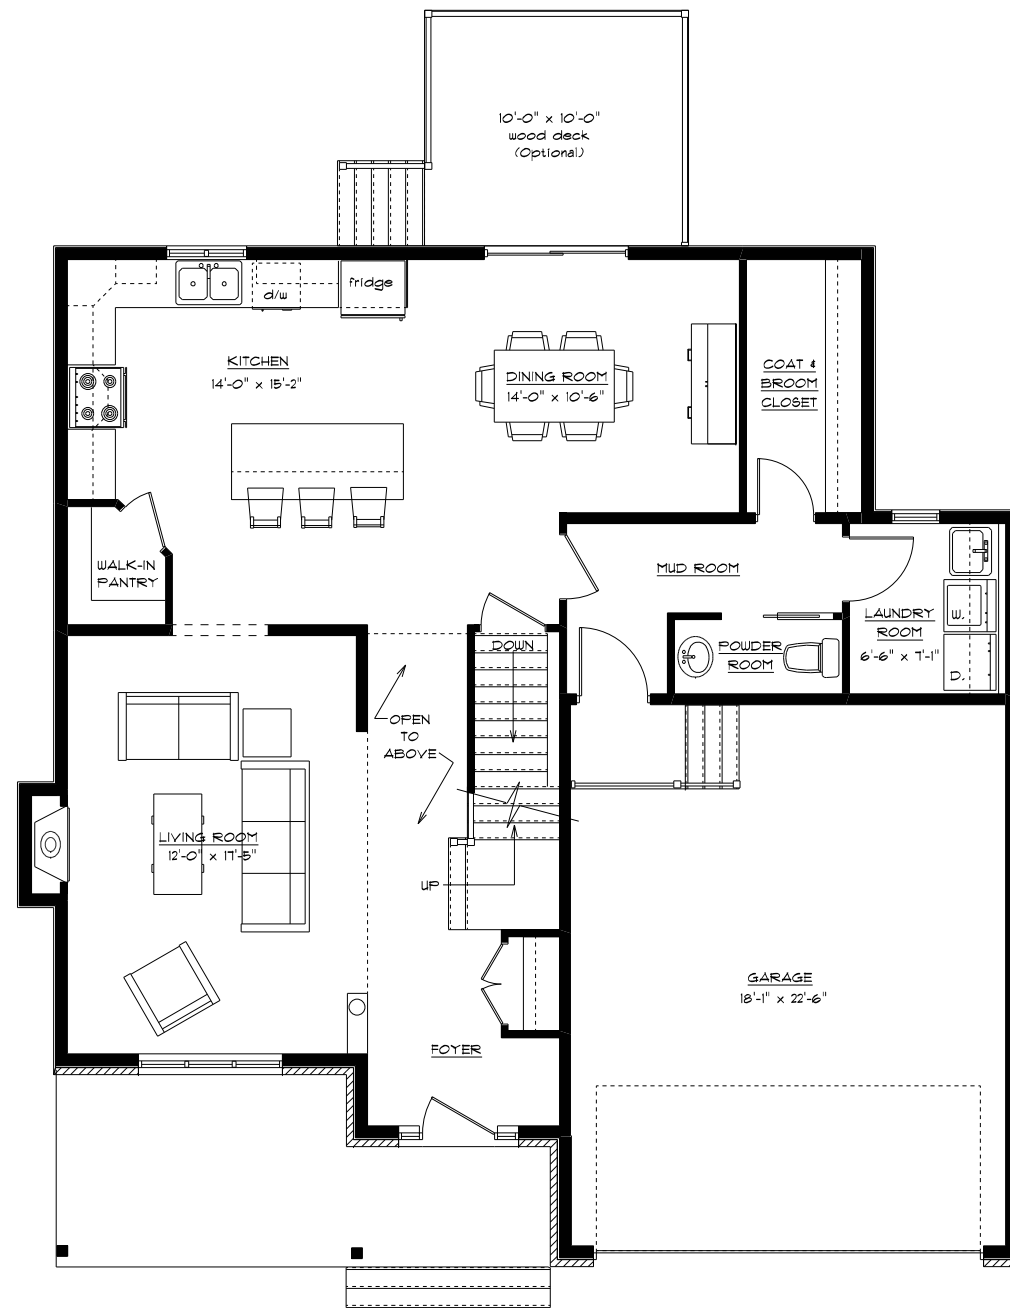 10'-0" x 10'-0"
wood deck
(Optional)
fridge
d/w
KITCHEN
14'-0" x 15'-2"
DINING ROOM
14'-0" x 10'-6"
COAT &
BROOM
CLOSET
WALK-IN
PANTRY
MUD ROOM
LAUNDRY
ROOM
6'-6" x 7'-1"
W.
D.
POWDER
ROOM
DOWN
OPEN
TO
ABOVE
LIVING ROOM
12'-0" x 17'-5"
UP
GARAGE
18'-1" x 22'-6"
FOYER